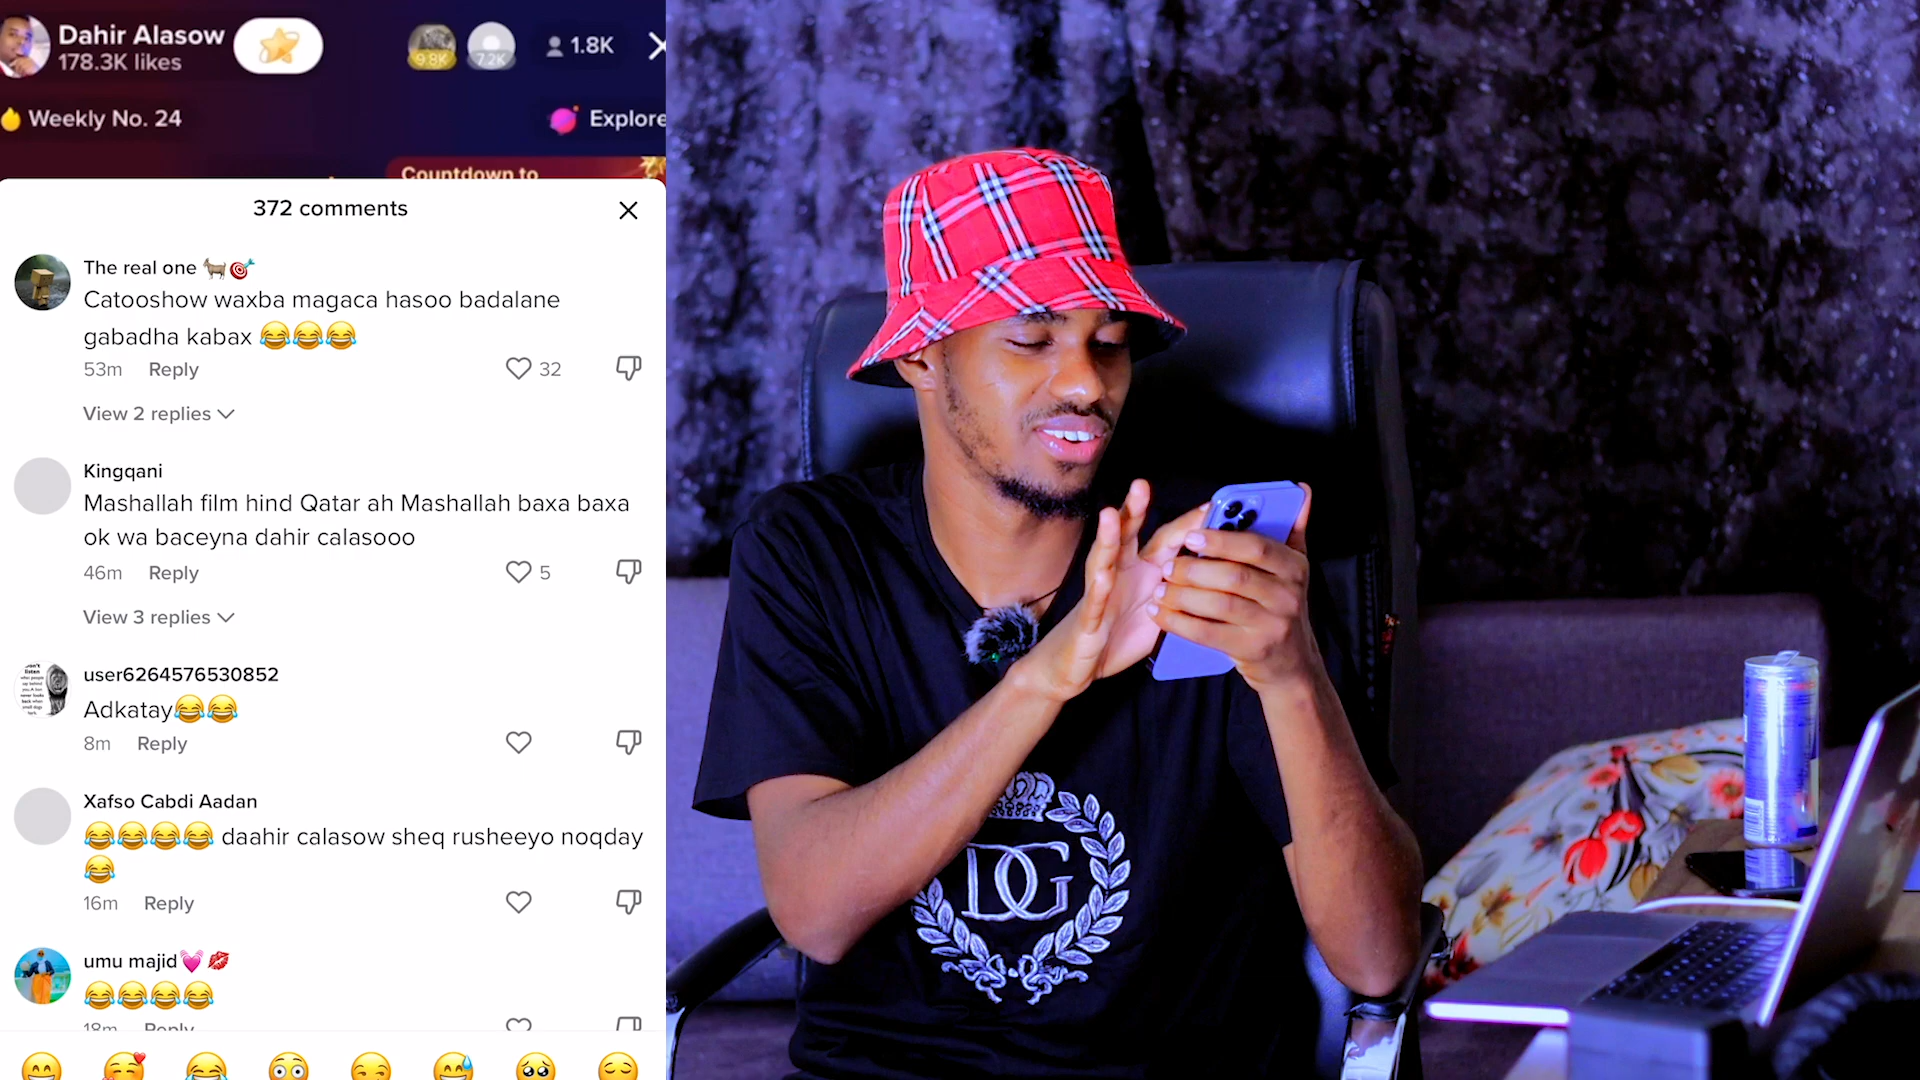 Dahir Alasow
178.3K likes
9.8K
7.2K
1.8K
Weekly No. 24
Explore
Countdown to
372 comments
The real one 🐐🎯
Catooshow waxba magaca hasoo badalane
gabadha kabax 😂😂😂
53m Reply 32
View 2 replies
Kingqani
Mashallah film hind Qatar ah Mashallah baxa baxa
ok wa baceyna dahir calasooo
46m Reply 5
View 3 replies
user6264576530852
Adkatay😂😂
8m Reply
Xafso Cabdi Aadan
😂😂😂😂 daahir calasow sheq rusheeyo noqday
😂
16m Reply
umu majid💓💋
😂😂😂😂
18m Reply
DG